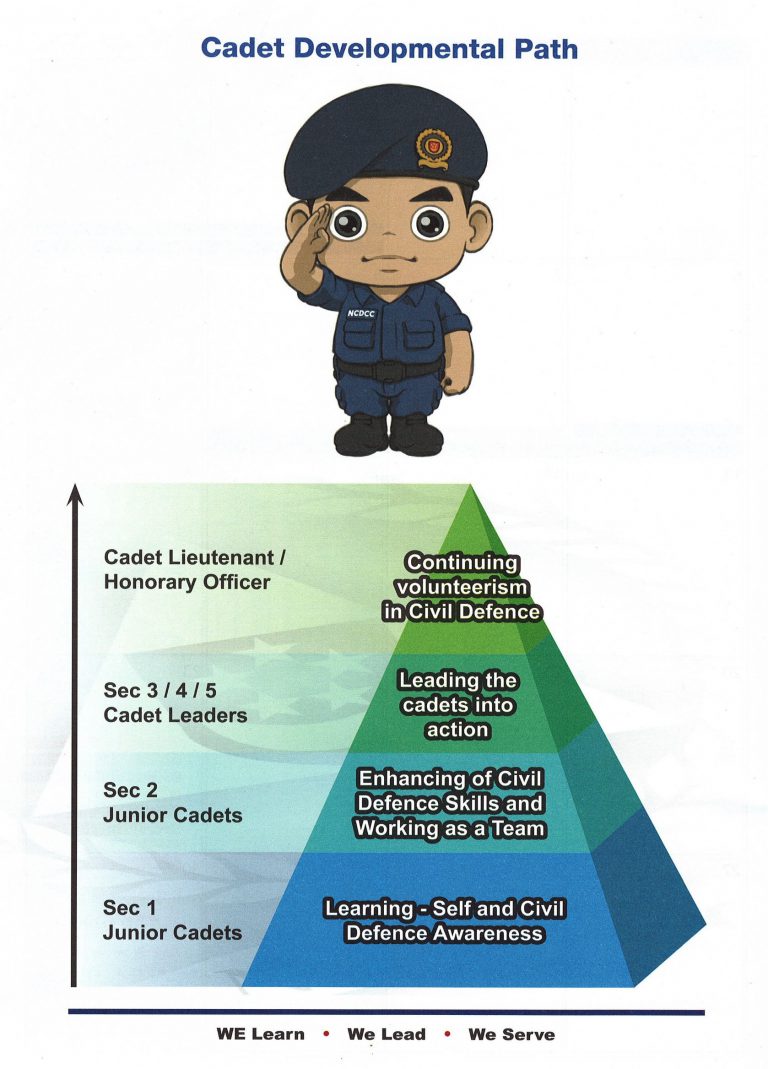 Cadet Developmental Path
NCDCC
Cadet Lieutenant /
Honorary Officer
Continuing
volunteerism
in Civil Defence
Sec 3 / 4 / 5
Cadet Leaders
Leading the
cadets into
action
Sec 2
Junior Cadets
Enhancing of Civil
Defence Skills and
Working as a Team
Sec 1
Junior Cadets
Learning - Self and Civil
Defence Awareness
WE Learn • We Lead • We Serve